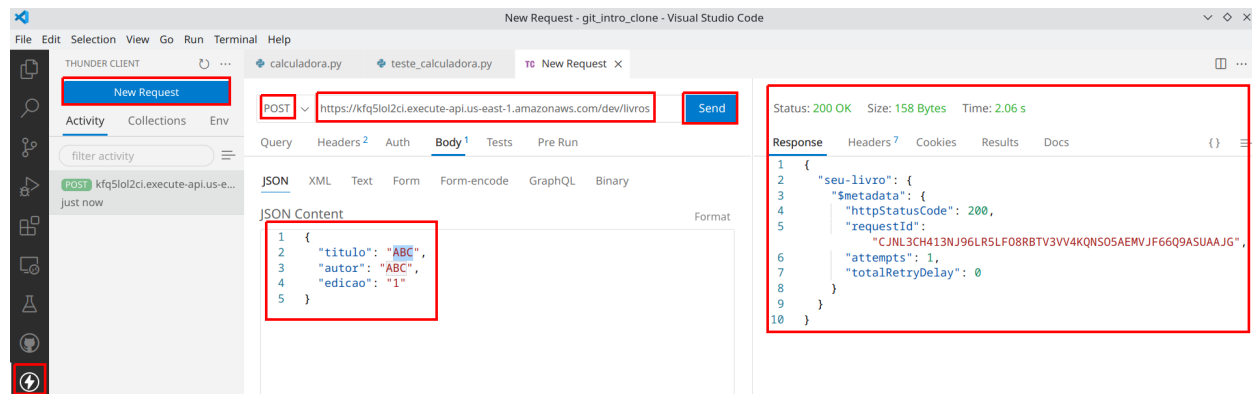 New Request - git_intro_clone - Visual Studio Code
File Edit Selection View Go Run Terminal Help
THUNDER CLIENT
New Request
Activity Collections Env
filter activity
POST kfq5lol2ci.execute-api.us-e...
just now
calculadora.py teste_calculadora.py TC New Request
POST https://kfq5lol2ci.execute-api.us-east-1.amazonaws.com/dev/livros Send
Query Headers 2 Auth Body 1 Tests Pre Run
JSON XML Text Form Form-encode GraphQL Binary
JSON Content Format
1 {
2 "titulo": "ABC",
3 "autor": "ABC",
4 "edicao": "1"
5 }
Status: 200 OK Size: 158 Bytes Time: 2.06 s
Response Headers 7 Cookies Results Docs {}
1 {
2 "seu-livro": {
3 "$metadata": {
4 "httpStatusCode": 200,
5 "requestId":
"CJNL3CH413NJ96LR5LFO8RBTV3VV4KQNSO5AEMVJF66Q9ASUAAJG",
6 "attempts": 1,
7 "totalRetryDelay": 0
8 }
9 }
10 }